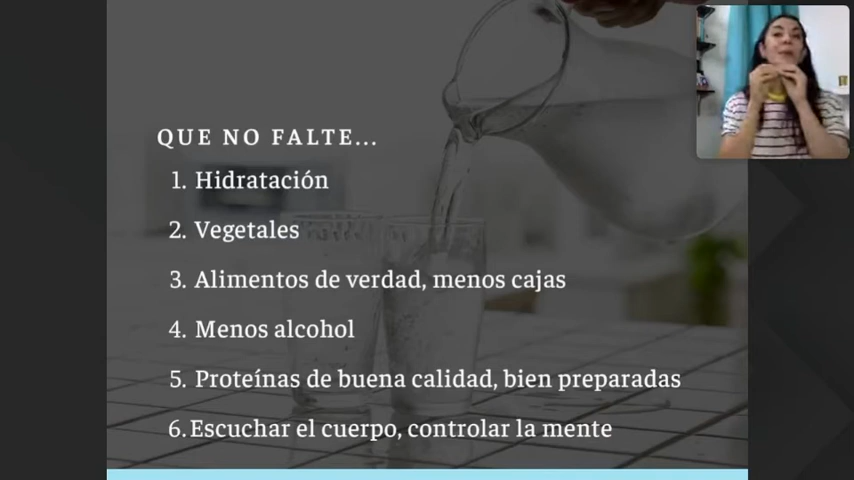 QUE NO FALTE...
1. Hidratación
2. Vegetales
3. Alimentos de verdad, menos cajas
4. Menos alcohol
5. Proteínas de buena calidad, bien preparadas
6. Escuchar el cuerpo, controlar la mente